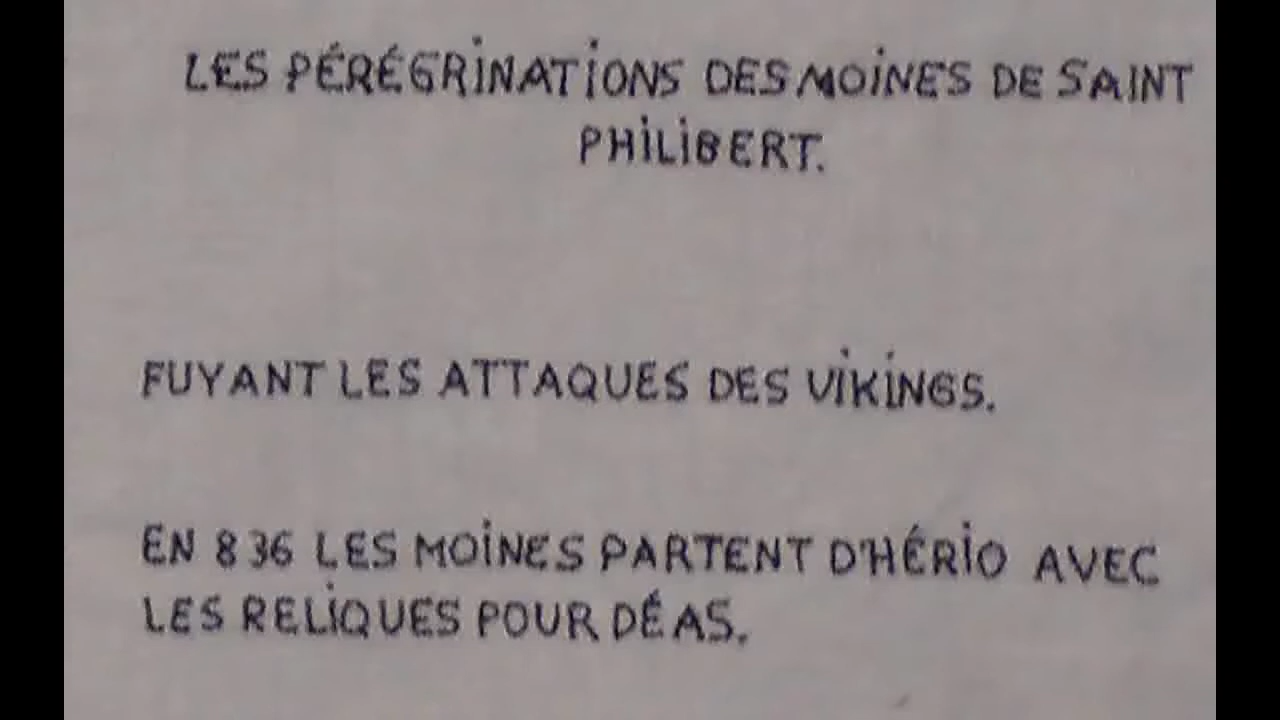 LES PÉRÉGRINATIONS DES MOINES DE SAINT
PHILIBERT.
FUYANT LES ATTAQUES DES VIKINGS.
EN 836 LES MOINES PARTENT D'HÉRIO AVEC
LES RELIQUES POUR DÉAS.